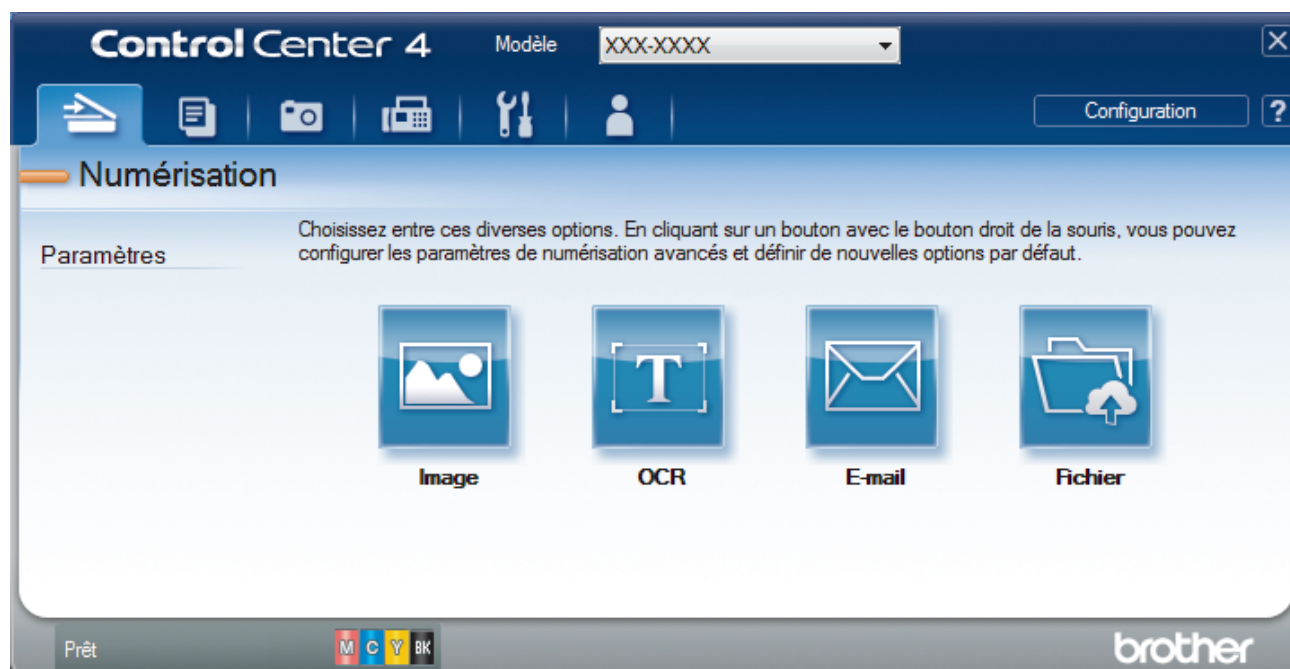 Control Center 4 Modèle XXX-XXXX
Configuration ?
Numérisation
Choisissez entre ces diverses options. En cliquant sur un bouton avec le bouton droit de la souris, vous pouvez
Paramètres
configurer les paramètres de numérisation avancés et définir de nouvelles options par défaut.
T
Image OCR E-mail Fichier
Prêt M C Y BK brother